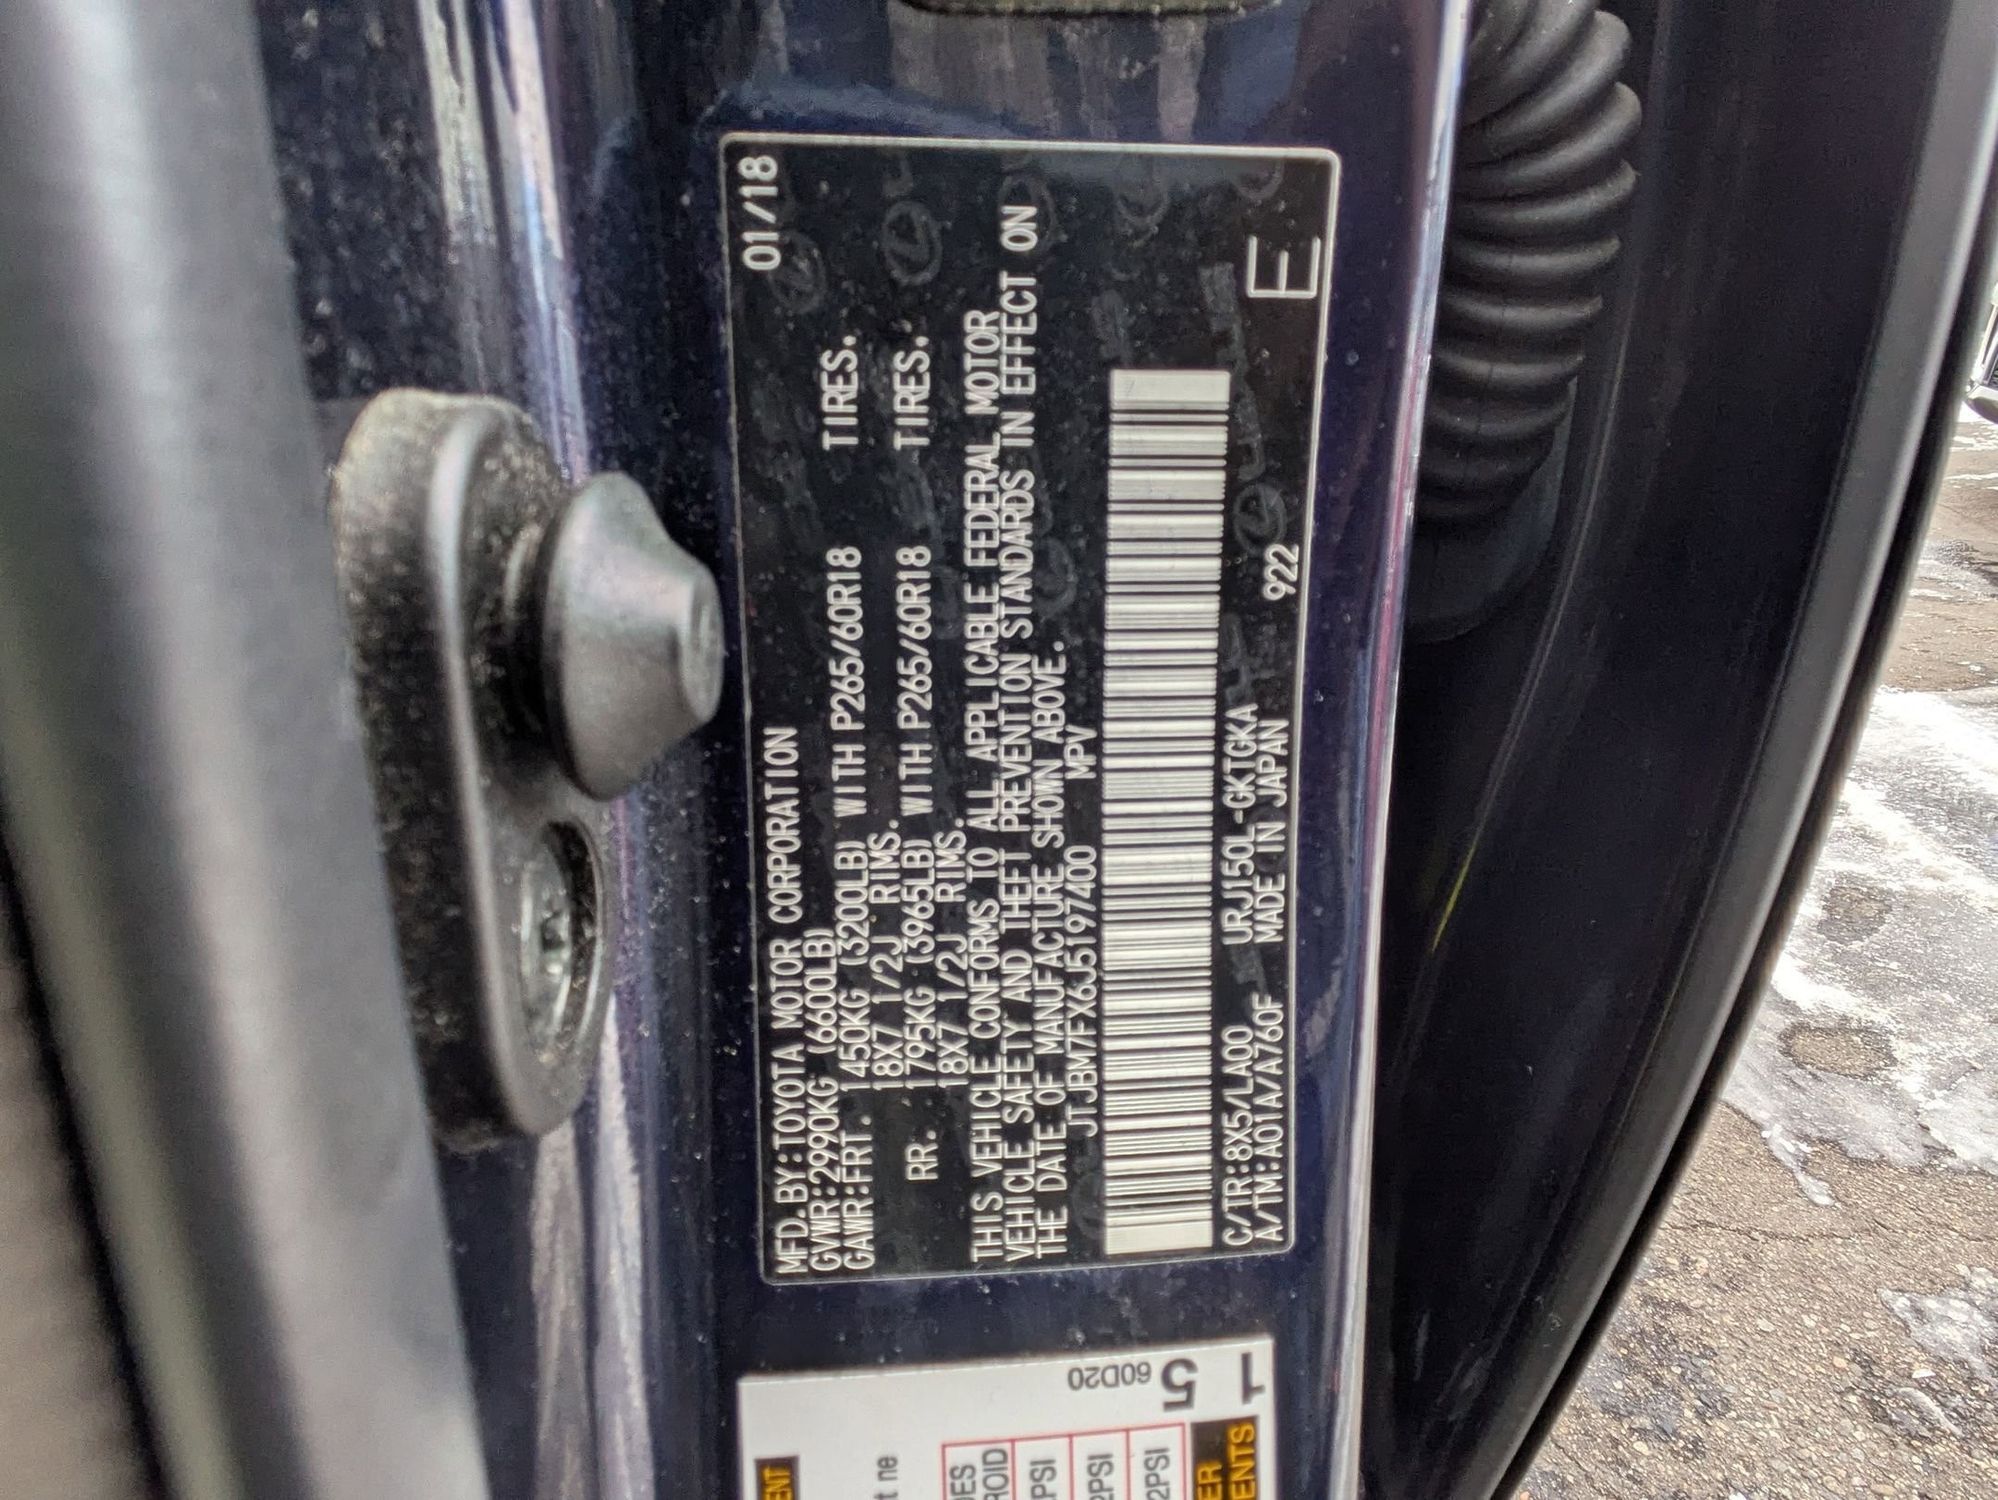 MFD.BY:TOYOTA MOTOR CORPORATION 01/18
GVWR:2990KG (6600LB)
GAWR:FRT. 1450KG (3200LB) WITH P265/60R18 TIRES.
18X7 1/2J RIMS.
RR. 1795KG (3965LB) WITH P265/60R18 TIRES.
18X7 1/2J RIMS.
THIS VEHICLE CONFORMS TO ALL APPLICABLE FEDERAL MOTOR
VEHICLE SAFETY AND THEFT PREVENTION STANDARDS IN EFFECT ON
THE DATE OF MANUFACTURE SHOWN ABOVE.
JTJBM7FX6J5197400 MPV
C/TR:8X5/LA00 URJ150L-GKTGKA
A/TM:A01A/A760F MADE IN JAPAN 922
E
60D20
5
1
PSI
2PSI
2PSI